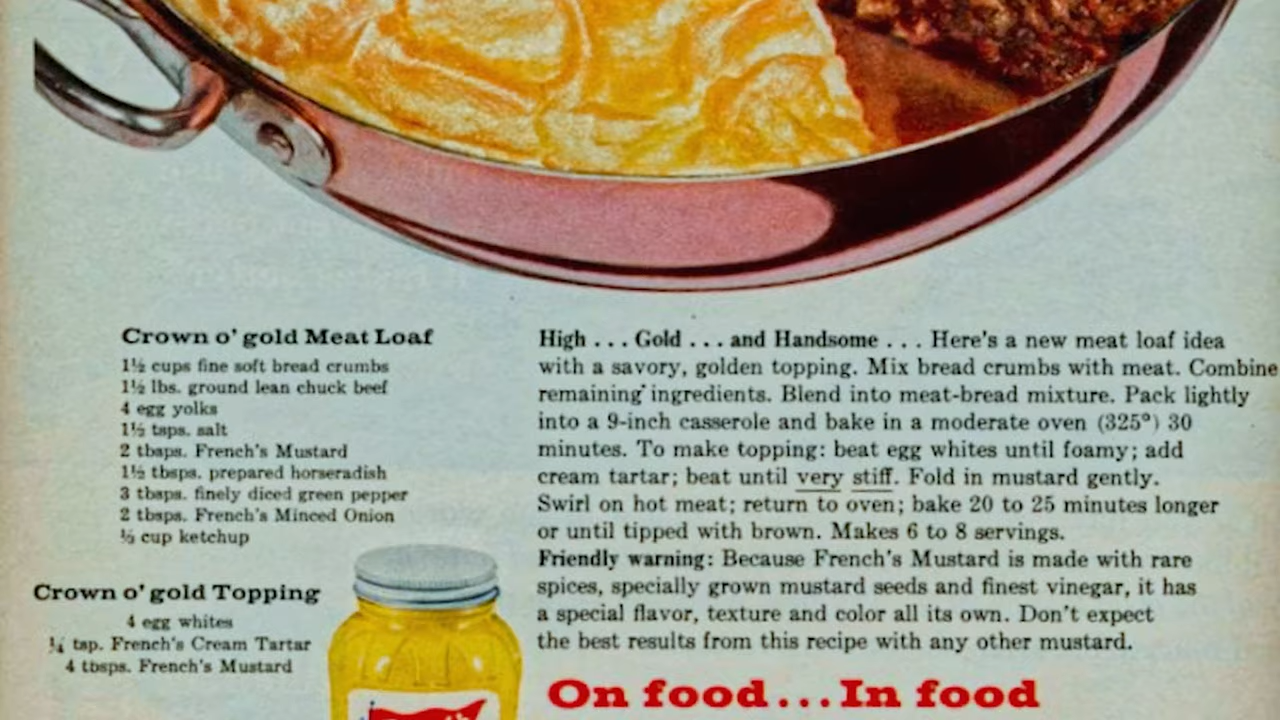 Crown o' gold Meat Loaf
1½ cups fine soft bread crumbs
1½ lbs. ground lean chuck beef
4 egg yolks
1½ tsps. salt
2 tbsps. French's Mustard
1½ tbsps. prepared horseradish
3 tbsps. finely diced green pepper
2 tbsps. French's Minced Onion
⅓ cup ketchup
Crown o' gold Topping
4 egg whites
¼ tsp. French's Cream Tartar
4 tbsps. French's Mustard
High . . . Gold . . . and Handsome . . . Here's a new meat loaf idea
with a savory, golden topping. Mix bread crumbs with meat. Combine
remaining ingredients. Blend into meat-bread mixture. Pack lightly
into a 9-inch casserole and bake in a moderate oven (325°) 30
minutes. To make topping: beat egg whites until foamy; add
cream tartar; beat until very stiff. Fold in mustard gently.
Swirl on hot meat; return to oven; bake 20 to 25 minutes longer
or until tipped with brown. Makes 6 to 8 servings.
Friendly warning: Because French's Mustard is made with rare
spices, specially grown mustard seeds and finest vinegar, it has
a special flavor, texture and color all its own. Don't expect
the best results from this recipe with any other mustard.
On food...In food